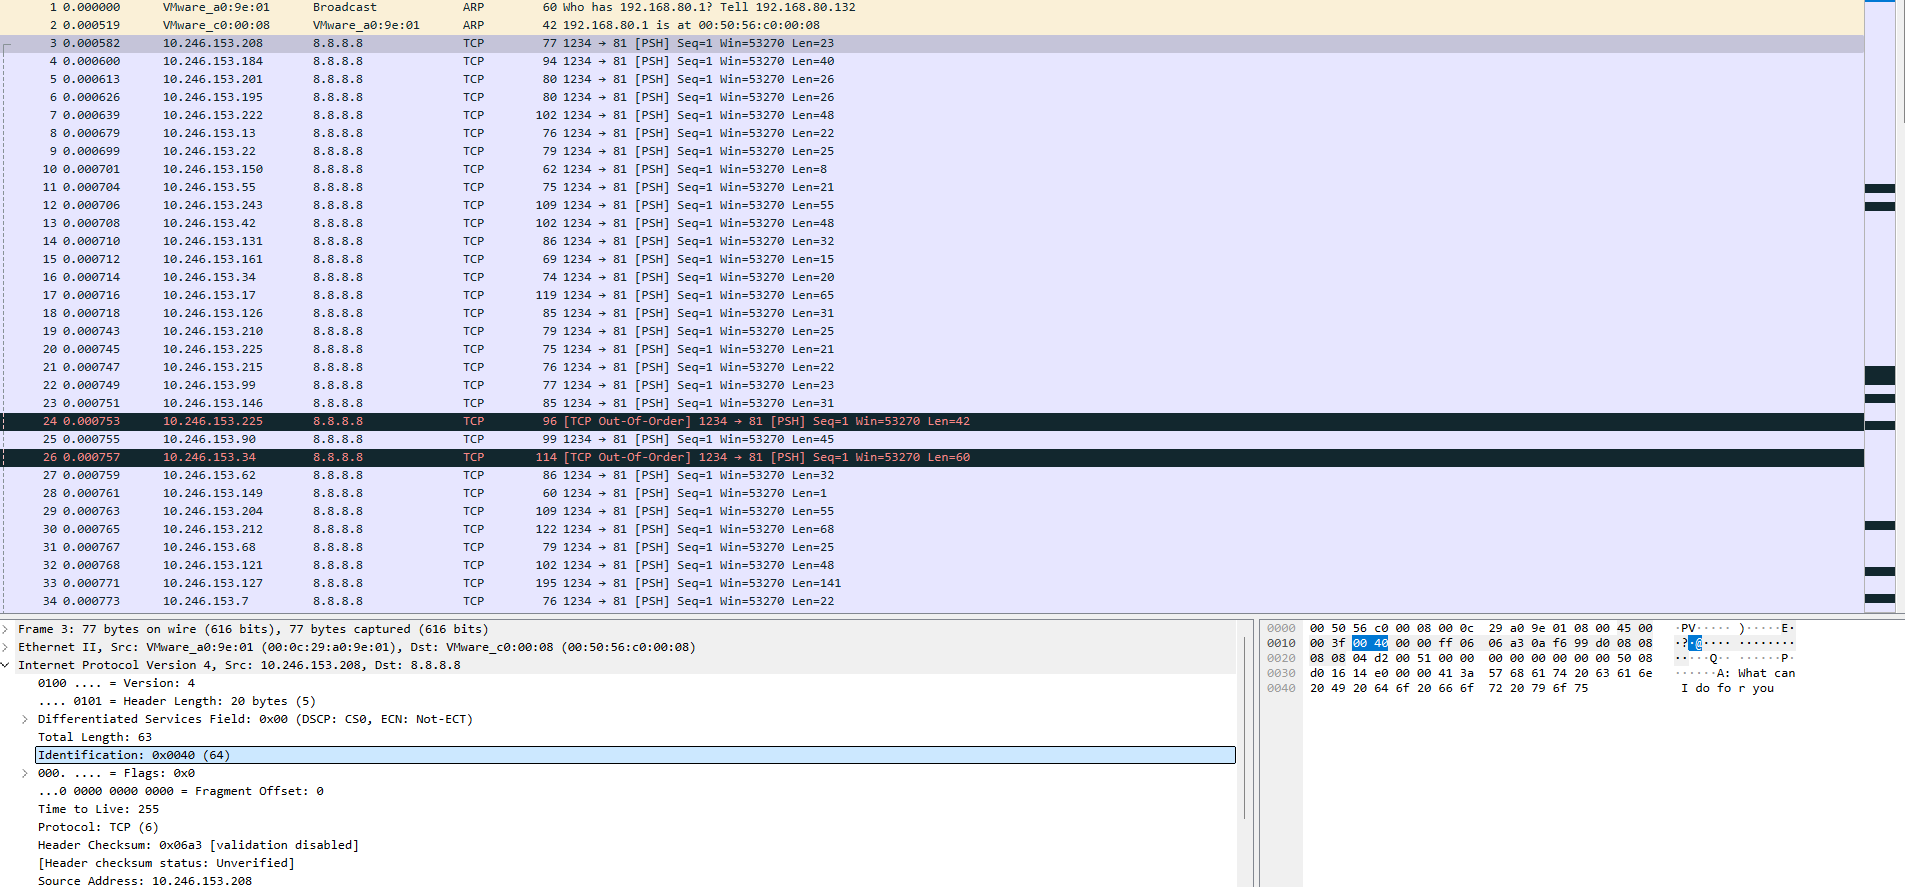 1 0.000000 VMware_a0:9e:01 Broadcast ARP 60 Who has 192.168.80.1? Tell 192.168.80.132
2 0.000519 VMware_c0:00:08 VMware_a0:9e:01 ARP 42 192.168.80.1 is at 00:50:56:c0:00:08
3 0.000582 10.246.153.208 8.8.8.8 TCP 77 1234 → 81 [PSH] Seq=1 Win=53270 Len=23
4 0.000600 10.246.153.184 8.8.8.8 TCP 94 1234 → 81 [PSH] Seq=1 Win=53270 Len=40
5 0.000613 10.246.153.201 8.8.8.8 TCP 80 1234 → 81 [PSH] Seq=1 Win=53270 Len=26
6 0.000626 10.246.153.195 8.8.8.8 TCP 80 1234 → 81 [PSH] Seq=1 Win=53270 Len=26
7 0.000639 10.246.153.222 8.8.8.8 TCP 102 1234 → 81 [PSH] Seq=1 Win=53270 Len=48
8 0.000679 10.246.153.13 8.8.8.8 TCP 76 1234 → 81 [PSH] Seq=1 Win=53270 Len=22
9 0.000699 10.246.153.22 8.8.8.8 TCP 79 1234 → 81 [PSH] Seq=1 Win=53270 Len=25
10 0.000701 10.246.153.150 8.8.8.8 TCP 62 1234 → 81 [PSH] Seq=1 Win=53270 Len=8
11 0.000704 10.246.153.55 8.8.8.8 TCP 75 1234 → 81 [PSH] Seq=1 Win=53270 Len=21
12 0.000706 10.246.153.243 8.8.8.8 TCP 109 1234 → 81 [PSH] Seq=1 Win=53270 Len=55
13 0.000708 10.246.153.42 8.8.8.8 TCP 102 1234 → 81 [PSH] Seq=1 Win=53270 Len=48
14 0.000710 10.246.153.131 8.8.8.8 TCP 86 1234 → 81 [PSH] Seq=1 Win=53270 Len=32
15 0.000712 10.246.153.161 8.8.8.8 TCP 69 1234 → 81 [PSH] Seq=1 Win=53270 Len=15
16 0.000714 10.246.153.34 8.8.8.8 TCP 74 1234 → 81 [PSH] Seq=1 Win=53270 Len=20
17 0.000716 10.246.153.17 8.8.8.8 TCP 119 1234 → 81 [PSH] Seq=1 Win=53270 Len=65
18 0.000718 10.246.153.126 8.8.8.8 TCP 85 1234 → 81 [PSH] Seq=1 Win=53270 Len=31
19 0.000743 10.246.153.210 8.8.8.8 TCP 79 1234 → 81 [PSH] Seq=1 Win=53270 Len=25
20 0.000745 10.246.153.225 8.8.8.8 TCP 75 1234 → 81 [PSH] Seq=1 Win=53270 Len=21
21 0.000747 10.246.153.215 8.8.8.8 TCP 76 1234 → 81 [PSH] Seq=1 Win=53270 Len=22
22 0.000749 10.246.153.99 8.8.8.8 TCP 77 1234 → 81 [PSH] Seq=1 Win=53270 Len=23
23 0.000751 10.246.153.146 8.8.8.8 TCP 85 1234 → 81 [PSH] Seq=1 Win=53270 Len=31
24 0.000753 10.246.153.225 8.8.8.8 TCP 96 [TCP Out-Of-Order] 1234 → 81 [PSH] Seq=1 Win=53270 Len=42
25 0.000755 10.246.153.90 8.8.8.8 TCP 99 1234 → 81 [PSH] Seq=1 Win=53270 Len=45
26 0.000757 10.246.153.34 8.8.8.8 TCP 114 [TCP Out-Of-Order] 1234 → 81 [PSH] Seq=1 Win=53270 Len=60
27 0.000759 10.246.153.62 8.8.8.8 TCP 86 1234 → 81 [PSH] Seq=1 Win=53270 Len=32
28 0.000761 10.246.153.149 8.8.8.8 TCP 60 1234 → 81 [PSH] Seq=1 Win=53270 Len=1
29 0.000763 10.246.153.204 8.8.8.8 TCP 109 1234 → 81 [PSH] Seq=1 Win=53270 Len=55
30 0.000765 10.246.153.212 8.8.8.8 TCP 122 1234 → 81 [PSH] Seq=1 Win=53270 Len=68
31 0.000767 10.246.153.68 8.8.8.8 TCP 79 1234 → 81 [PSH] Seq=1 Win=53270 Len=25
32 0.000768 10.246.153.121 8.8.8.8 TCP 102 1234 → 81 [PSH] Seq=1 Win=53270 Len=48
33 0.000771 10.246.153.127 8.8.8.8 TCP 195 1234 → 81 [PSH] Seq=1 Win=53270 Len=141
34 0.000773 10.246.153.7 8.8.8.8 TCP 76 1234 → 81 [PSH] Seq=1 Win=53270 Len=22
Frame 3: 77 bytes on wire (616 bits), 77 bytes captured (616 bits)
Ethernet II, Src: VMware_a0:9e:01 (00:0c:29:a0:9e:01), Dst: VMware_c0:00:08 (00:50:56:c0:00:08)
Internet Protocol Version 4, Src: 10.246.153.208, Dst: 8.8.8.8
0100 .... = Version: 4
.... 0101 = Header Length: 20 bytes (5)
Differentiated Services Field: 0x00 (DSCP: CS0, ECN: Not-ECT)
Total Length: 63
Identification: 0x0040 (64)
000. .... = Flags: 0x0
...0 0000 0000 0000 = Fragment Offset: 0
Time to Live: 255
Protocol: TCP (6)
Header Checksum: 0x06a3 [validation disabled]
[Header checksum status: Unverified]
Source Address: 10.246.153.208
0000 00 50 56 c0 00 08 00 0c 29 a0 9e 01 08 00 45 00 ·PV····· )·····E·
0010 00 3f 00 40 00 00 ff 06 06 a3 0a f6 99 d0 08 08 ·?·@···· ········
0020 08 08 04 d2 00 51 00 00 00 00 00 00 00 00 50 08 ·····Q·· ······P·
0030 d0 16 14 e0 00 00 41 3a 57 68 61 74 20 63 61 6e ······A: What can
0040 20 49 20 64 6f 20 66 6f 72 20 79 6f 75 I do fo r you